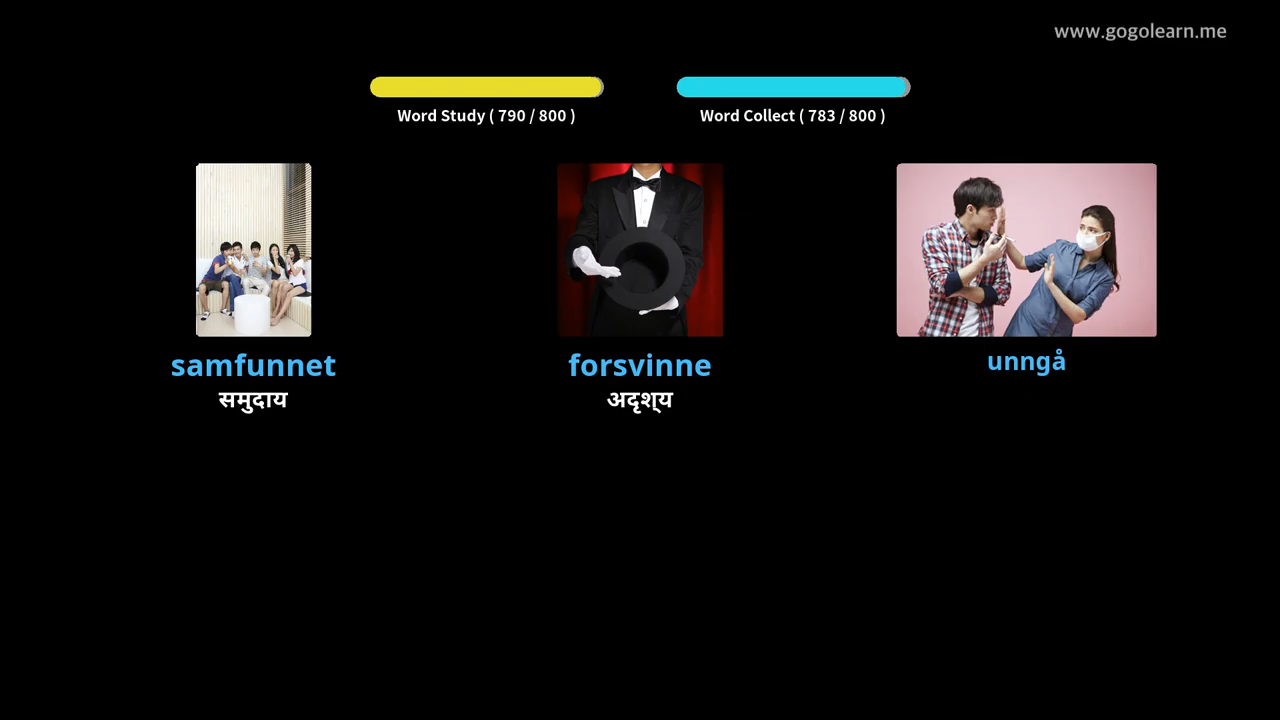 www.gogolearn.me
Word Study ( 790 / 800 )
Word Collect ( 783 / 800 )
samfunnet
forsvinne
unngå
समुदाय
अदृश्य